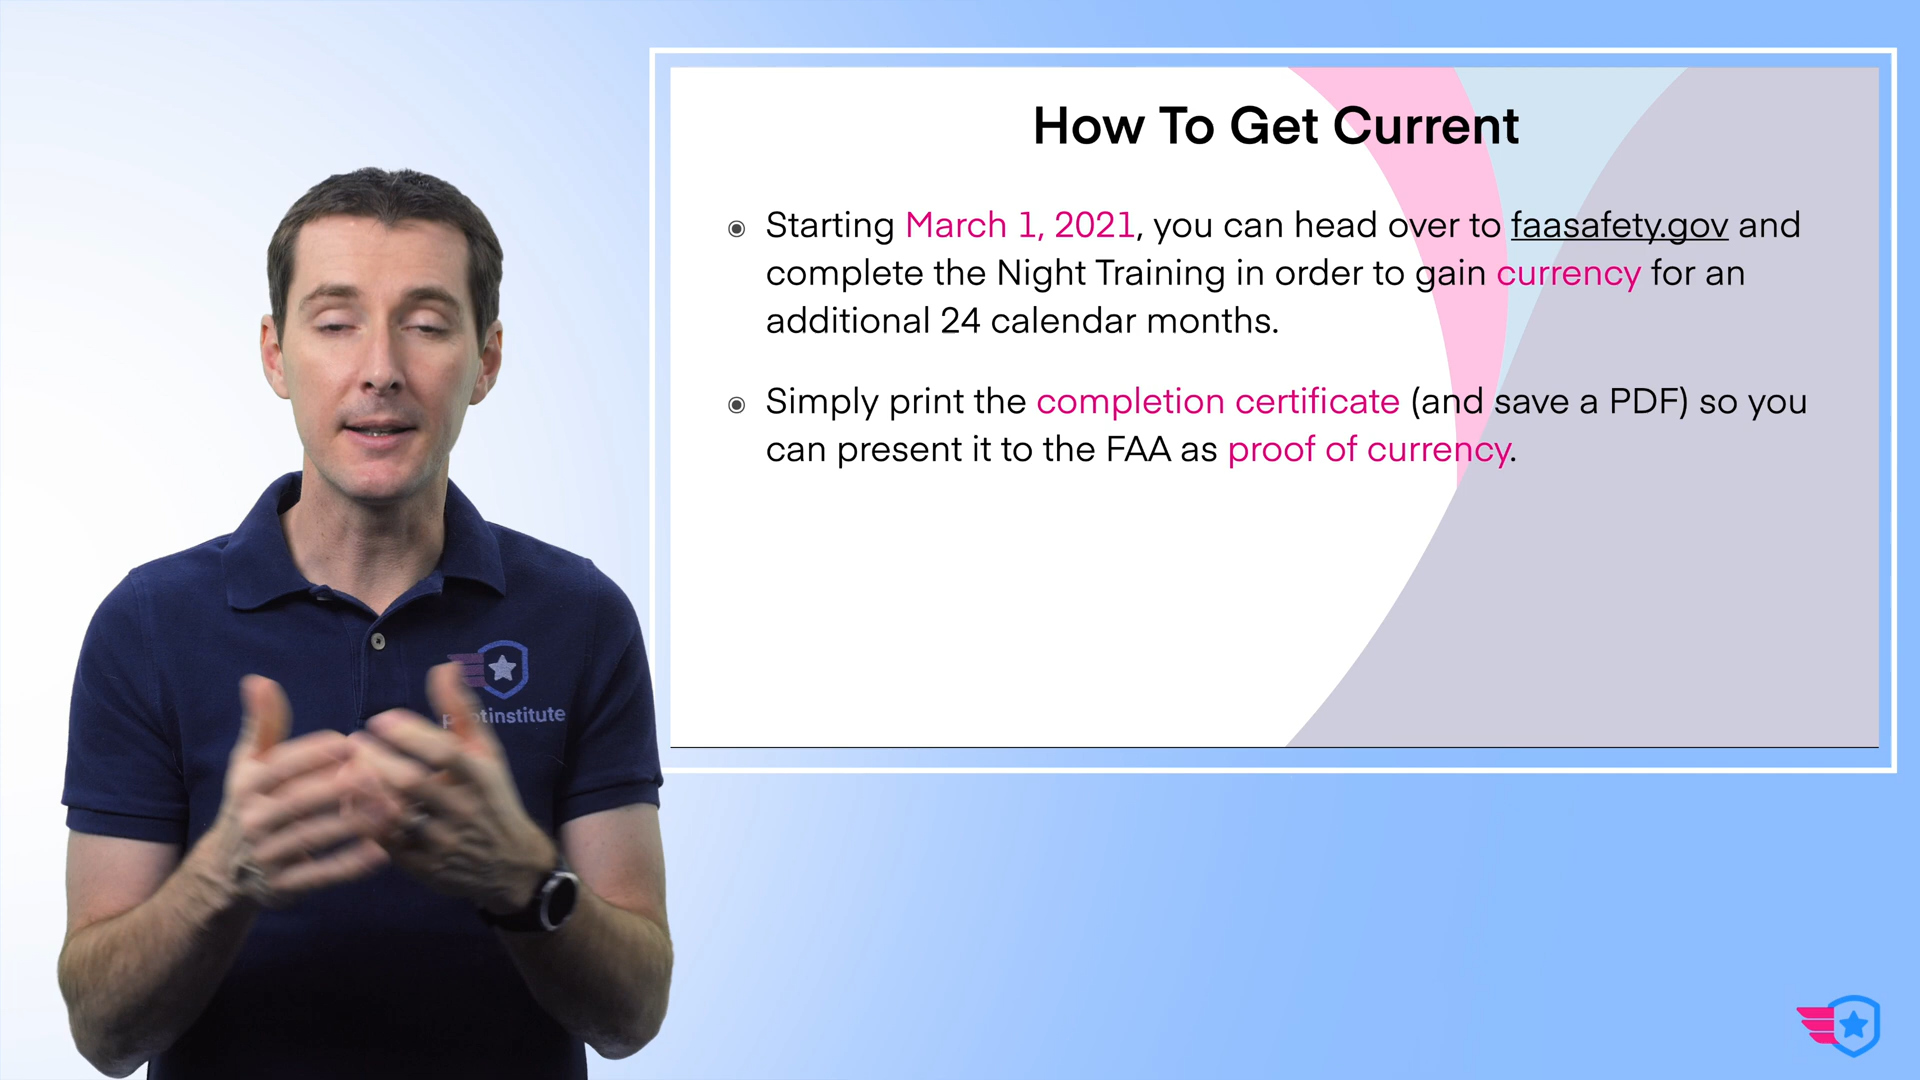 How To Get Current
Starting March 1, 2021, you can head over to faasafety.gov and
complete the Night Training in order to gain currency for an
additional 24 calendar months.
Simply print the completion certificate (and save a PDF) so you
can present it to the FAA as proof of currency.